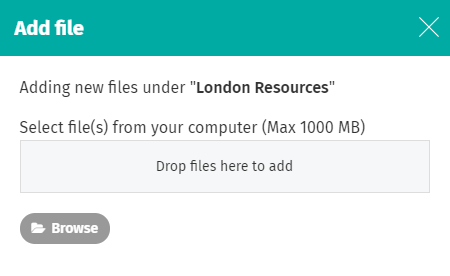 Add file
Adding new files under "London Resources"
Select file(s) from your computer (Max 1000 MB)
Drop files here to add
Browse